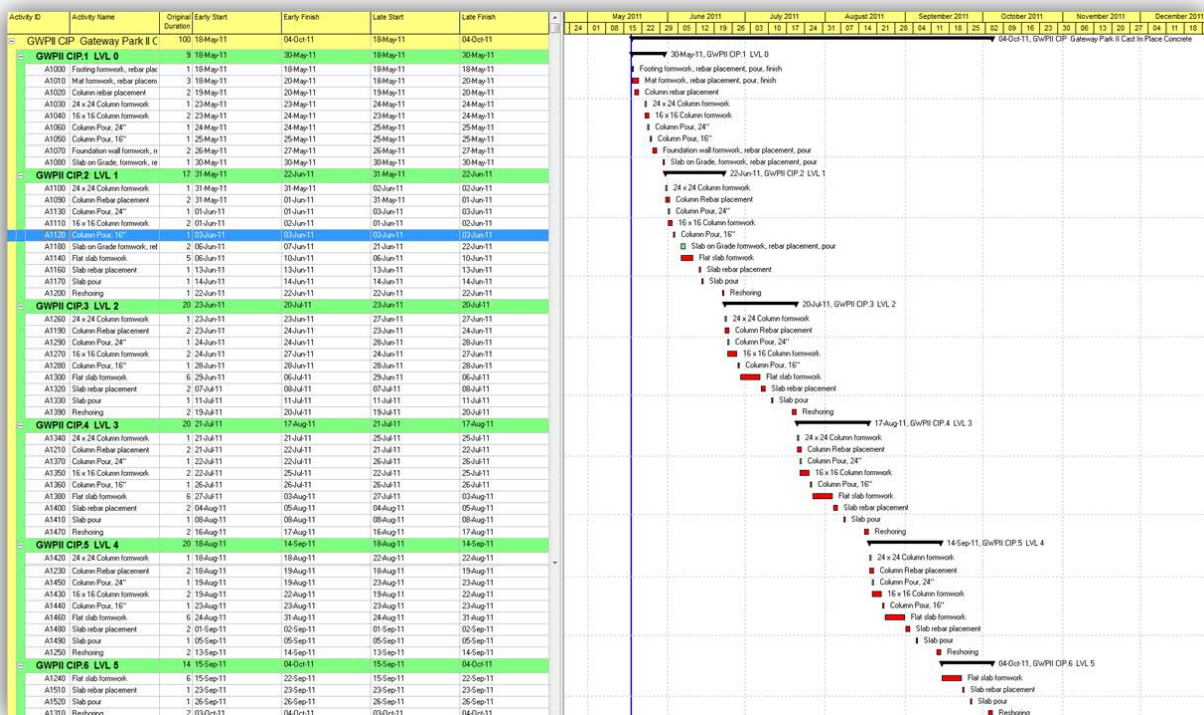 Activity ID Activity Name Original Duration Early Start Early Finish Late Start Late Finish
May 2011 June 2011 July 2011 August 2011 September 2011 October 2011 November 2011 December 2011
24 01 08 15 22 29 05 12 19 26 03 10 17 24 31 07 14 21 28 04 11 18 25 02 09 16 23 30 06 13 20 27 04 11 18
GWPII CIP Gateway Park II C 100 18-May-11 04-Oct-11 18-May-11 04-Oct-11 04-Oct-11, GWPII CIP Gateway Park II Cast In Place Concrete
GWPII CIP.1 LVL 0 9 18-May-11 30-May-11 18-May-11 30-May-11 30-May-11, GWPII CIP.1 LVL 0
A1000 Footing formwork, rebar plac 1 18-May-11 18-May-11 18-May-11 18-May-11 Footing formwork, rebar placement, pour, finish
A1010 Mat formwork, rebar placem 3 18-May-11 20-May-11 18-May-11 20-May-11 Mat formwork, rebar placement, pour, finish
A1020 Column rebar placement 2 19-May-11 20-May-11 19-May-11 20-May-11 Column rebar placement
A1030 24 x 24 Column formwork 1 23-May-11 23-May-11 24-May-11 24-May-11 24 x 24 Column formwork
A1040 16 x 16 Column formwork 2 23-May-11 24-May-11 23-May-11 24-May-11 16 x 16 Column formwork
A1060 Column Pour, 24" 1 24-May-11 24-May-11 25-May-11 25-May-11 Column Pour, 24"
A1050 Column Pour, 16" 1 25-May-11 25-May-11 25-May-11 25-May-11 Column Pour, 16"
A1070 Foundation wall formwork, 2 26-May-11 27-May-11 26-May-11 27-May-11 Foundation wall formwork, rebar placement, pour
A1080 Slab on Grade, formwork, re 1 30-May-11 30-May-11 30-May-11 30-May-11 Slab on Grade, formwork, rebar placement, pour
GWPII CIP.2 LVL 1 17 31-May-11 22-Jun-11 31-May-11 22-Jun-11 22-Jun-11, GWPII CIP.2 LVL 1
A1100 24 x 24 Column formwork 1 31-May-11 31-May-11 02-Jun-11 02-Jun-11 24 x 24 Column formwork
A1090 Column Rebar placement 2 31-May-11 01-Jun-11 31-May-11 01-Jun-11 Column Rebar placement
A1130 Column Pour, 24" 1 01-Jun-11 01-Jun-11 03-Jun-11 03-Jun-11 Column Pour, 24"
A1110 16 x 16 Column formwork 2 01-Jun-11 02-Jun-11 01-Jun-11 02-Jun-11 16 x 16 Column formwork
A1120 Column Pour, 16" 1 03-Jun-11 03-Jun-11 03-Jun-11 03-Jun-11 Column Pour, 16"
A1180 Slab on Grade formwork, 2 06-Jun-11 07-Jun-11 21-Jun-11 22-Jun-11 Slab on Grade formwork, rebar placement, pour
A1140 Flat slab formwork 5 06-Jun-11 10-Jun-11 06-Jun-11 10-Jun-11 Flat slab formwork
A1160 Slab rebar placement 1 13-Jun-11 13-Jun-11 13-Jun-11 13-Jun-11 Slab rebar placement
A1170 Slab pour 1 14-Jun-11 14-Jun-11 14-Jun-11 14-Jun-11 Slab pour
A1200 Reshoring 1 22-Jun-11 22-Jun-11 22-Jun-11 22-Jun-11 Reshoring
GWPII CIP.3 LVL 2 20 23-Jun-11 20-Jul-11 23-Jun-11 20-Jul-11 20-Jul-11, GWPII CIP.3 LVL 2
A1260 24 x 24 Column formwork 1 23-Jun-11 23-Jun-11 27-Jun-11 27-Jun-11 24 x 24 Column formwork
A1190 Column Rebar placement 2 23-Jun-11 24-Jun-11 23-Jun-11 24-Jun-11 Column Rebar placement
A1290 Column Pour, 24" 1 24-Jun-11 24-Jun-11 28-Jun-11 28-Jun-11 Column Pour, 24"
A1270 16 x 16 Column formwork 2 24-Jun-11 27-Jun-11 24-Jun-11 27-Jun-11 16 x 16 Column formwork
A1280 Column Pour, 16" 1 28-Jun-11 28-Jun-11 28-Jun-11 28-Jun-11 Column Pour, 16"
A1300 Flat slab formwork 6 29-Jun-11 06-Jul-11 29-Jun-11 06-Jul-11 Flat slab formwork
A1320 Slab rebar placement 2 07-Jul-11 08-Jul-11 07-Jul-11 08-Jul-11 Slab rebar placement
A1330 Slab pour 1 11-Jul-11 11-Jul-11 11-Jul-11 11-Jul-11 Slab pour
A1390 Reshoring 2 19-Jul-11 20-Jul-11 19-Jul-11 20-Jul-11 Reshoring
GWPII CIP.4 LVL 3 20 21-Jul-11 17-Aug-11 21-Jul-11 17-Aug-11 17-Aug-11, GWPII CIP.4 LVL 3
A1340 24 x 24 Column formwork 1 21-Jul-11 21-Jul-11 25-Jul-11 25-Jul-11 24 x 24 Column formwork
A1210 Column Rebar placement 2 21-Jul-11 22-Jul-11 21-Jul-11 22-Jul-11 Column Rebar placement
A1370 Column Pour, 24" 1 22-Jul-11 22-Jul-11 26-Jul-11 26-Jul-11 Column Pour, 24"
A1350 16 x 16 Column formwork 2 22-Jul-11 25-Jul-11 22-Jul-11 25-Jul-11 16 x 16 Column formwork
A1360 Column Pour, 16" 1 26-Jul-11 26-Jul-11 26-Jul-11 26-Jul-11 Column Pour, 16"
A1380 Flat slab formwork 6 27-Jul-11 03-Aug-11 27-Jul-11 03-Aug-11 Flat slab formwork
A1400 Slab rebar placement 2 04-Aug-11 05-Aug-11 04-Aug-11 05-Aug-11 Slab rebar placement
A1410 Slab pour 1 08-Aug-11 08-Aug-11 08-Aug-11 08-Aug-11 Slab pour
A1470 Reshoring 2 16-Aug-11 17-Aug-11 16-Aug-11 17-Aug-11 Reshoring
GWPII CIP.5 LVL 4 20 18-Aug-11 14-Sep-11 18-Aug-11 14-Sep-11 14-Sep-11, GWPII CIP.5 LVL 4
A1420 24 x 24 Column formwork 1 18-Aug-11 18-Aug-11 22-Aug-11 22-Aug-11 24 x 24 Column formwork
A1230 Column Rebar placement 2 18-Aug-11 19-Aug-11 18-Aug-11 19-Aug-11 Column Rebar placement
A1450 Column Pour, 24" 1 19-Aug-11 19-Aug-11 23-Aug-11 23-Aug-11 Column Pour, 24"
A1430 16 x 16 Column formwork 2 19-Aug-11 22-Aug-11 19-Aug-11 22-Aug-11 16 x 16 Column formwork
A1440 Column Pour, 16" 1 23-Aug-11 23-Aug-11 23-Aug-11 23-Aug-11 Column Pour, 16"
A1460 Flat slab formwork 6 24-Aug-11 31-Aug-11 24-Aug-11 31-Aug-11 Flat slab formwork
A1480 Slab rebar placement 2 01-Sep-11 02-Sep-11 01-Sep-11 02-Sep-11 Slab rebar placement
A1490 Slab pour 1 05-Sep-11 05-Sep-11 05-Sep-11 05-Sep-11 Slab pour
A1250 Reshoring 2 13-Sep-11 14-Sep-11 13-Sep-11 14-Sep-11 Reshoring
GWPII CIP.6 LVL 5 14 15-Sep-11 04-Oct-11 15-Sep-11 04-Oct-11 04-Oct-11, GWPII CIP.6 LVL 5
A1240 Flat slab formwork 6 15-Sep-11 22-Sep-11 15-Sep-11 22-Sep-11 Flat slab formwork
A1510 Slab rebar placement 1 23-Sep-11 23-Sep-11 23-Sep-11 23-Sep-11 Slab rebar placement
A1520 Slab pour 1 26-Sep-11 26-Sep-11 26-Sep-11 26-Sep-11 Slab pour
A1310 Reshoring 2 03-Oct-11 04-Oct-11 03-Oct-11 04-Oct-11 Reshoring